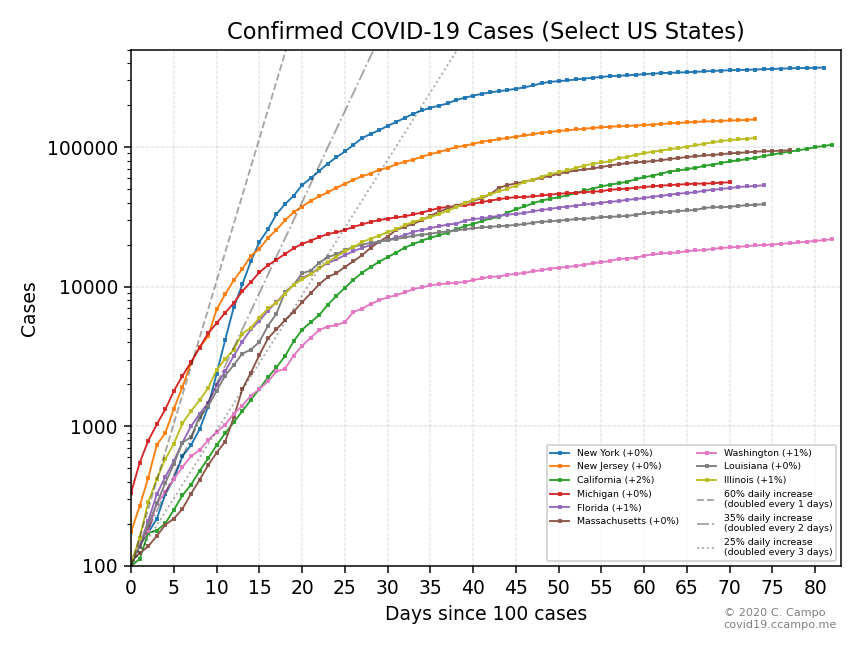 Confirmed COVID-19 Cases (Select US States)
Cases
100000
10000
1000
100
0 5 10 15 20 25 30 35 40 45 50 55 60 65 70 75 80
Days since 100 cases
New York (+0%)
New Jersey (+0%)
California (+2%)
Michigan (+0%)
Florida (+1%)
Massachusetts (+0%)
Washington (+1%)
Louisiana (+0%)
Illinois (+1%)
60% daily increase
(doubled every 1 days)
35% daily increase
(doubled every 2 days)
25% daily increase
(doubled every 3 days)
© 2020 C. Campo
covid19.ccampo.me